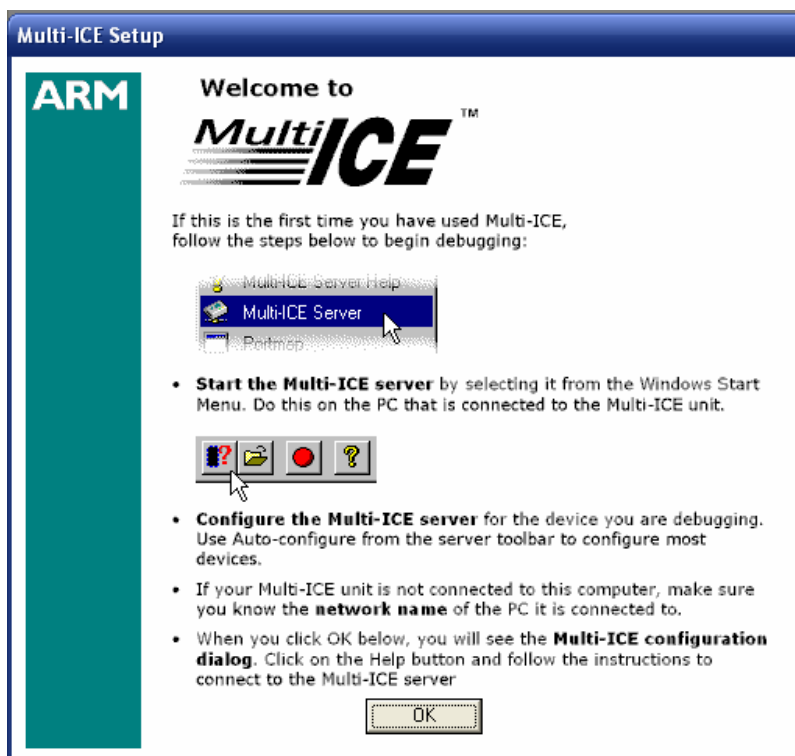 Multi-ICE Setup
ARM
Welcome to
Multi ICE ™
If this is the first time you have used Multi-ICE,
follow the steps below to begin debugging:
Multi-ICE Server Help
Multi-ICE Server
Portmap
• Start the Multi-ICE server by selecting it from the Windows Start
Menu. Do this on the PC that is connected to the Multi-ICE unit.
• Configure the Multi-ICE server for the device you are debugging.
Use Auto-configure from the server toolbar to configure most
devices.
• If your Multi-ICE unit is not connected to this computer, make sure
you know the network name of the PC it is connected to.
• When you click OK below, you will see the Multi-ICE configuration
dialog. Click on the Help button and follow the instructions to
connect to the Multi-ICE server
OK